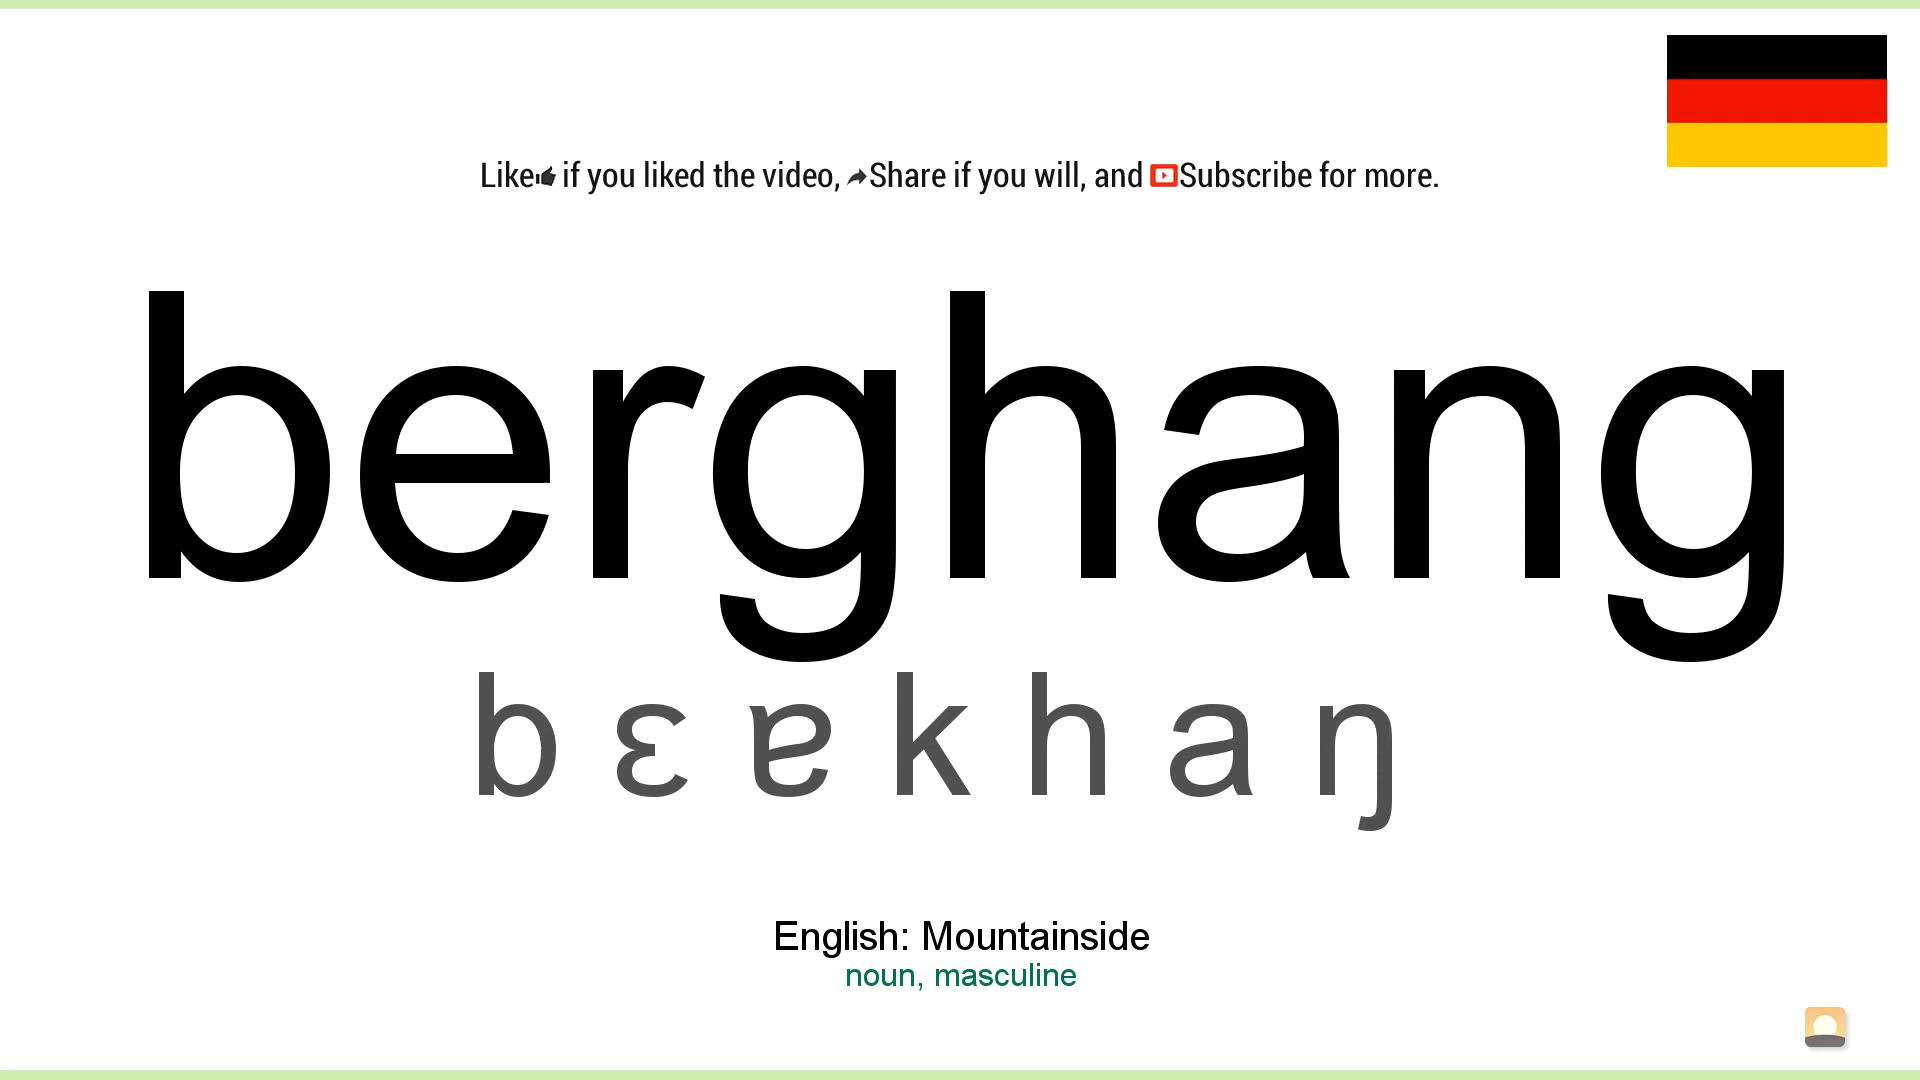 Like if you liked the video, Share if you will, and Subscribe for more.
berghang
b ɛ ɐ k h a ŋ
English: Mountainside
noun, masculine